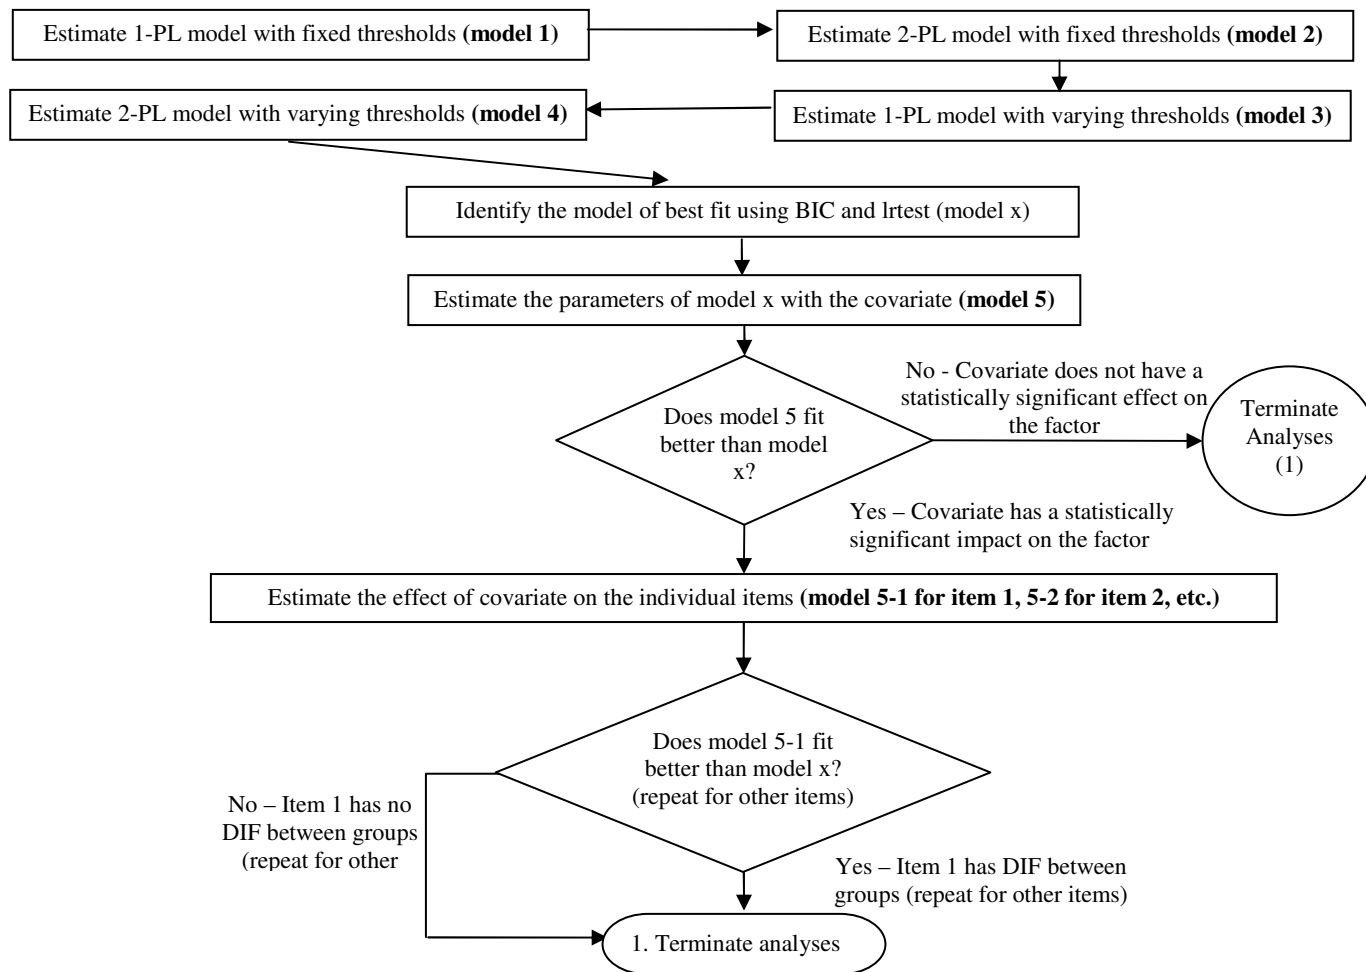 Estimate 1-PL model with fixed thresholds (model 1)
Estimate 2-PL model with fixed thresholds (model 2)
Estimate 2-PL model with varying thresholds (model 4)
Estimate 1-PL model with varying thresholds (model 3)
Identify the model of best fit using BIC and lrtest (model x)
Estimate the parameters of model x with the covariate (model 5)
Does model 5 fit
better than model
x?
No - Covariate does not have a
statistically significant effect on
the factor
Terminate
Analyses
(1)
Yes – Covariate has a statistically
significant impact on the factor
Estimate the effect of covariate on the individual items (model 5-1 for item 1, 5-2 for item 2, etc.)
Does model 5-1 fit
better than model x?
(repeat for other items)
No – Item 1 has no
DIF between groups
(repeat for other
Yes – Item 1 has DIF between
groups (repeat for other items)
1. Terminate analyses